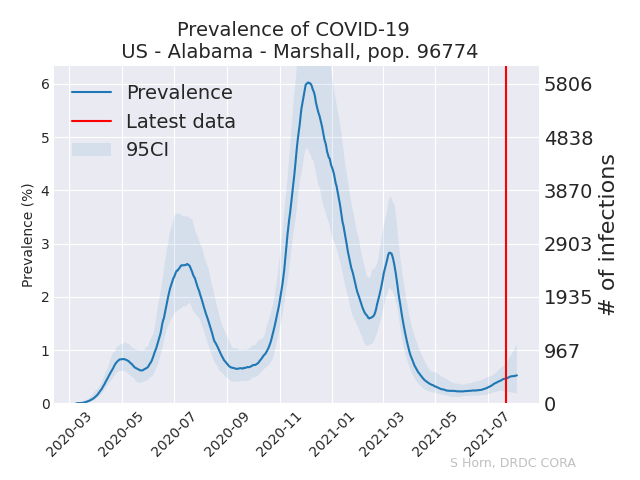 Prevalence of COVID-19
US - Alabama - Marshall, pop. 96774
Prevalence
Latest data
95CI
Prevalence (%)
6
5
4
3
2
1
0
5806
4838
3870
2903
1935
967
0
# of infections
2020-03
2020-05
2020-07
2020-09
2020-11
2021-01
2021-03
2021-05
2021-07
S Horn, DRDC CORA